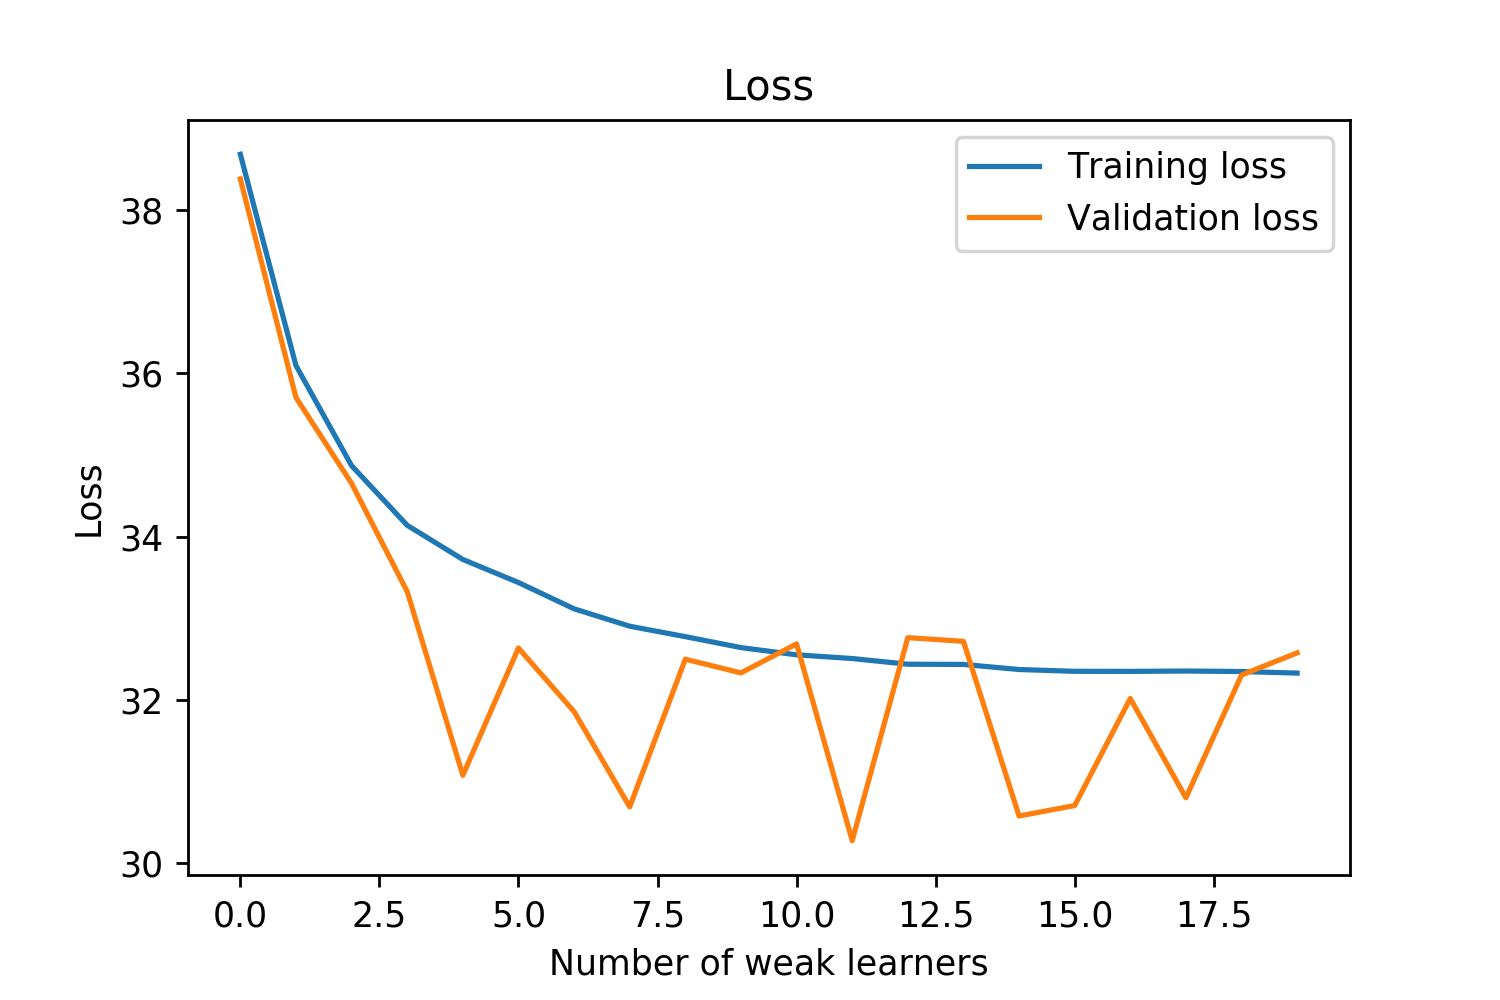 Loss
Training loss
Validation loss
Loss
38
36
34
32
30
0.0 2.5 5.0 7.5 10.0 12.5 15.0 17.5
Number of weak learners